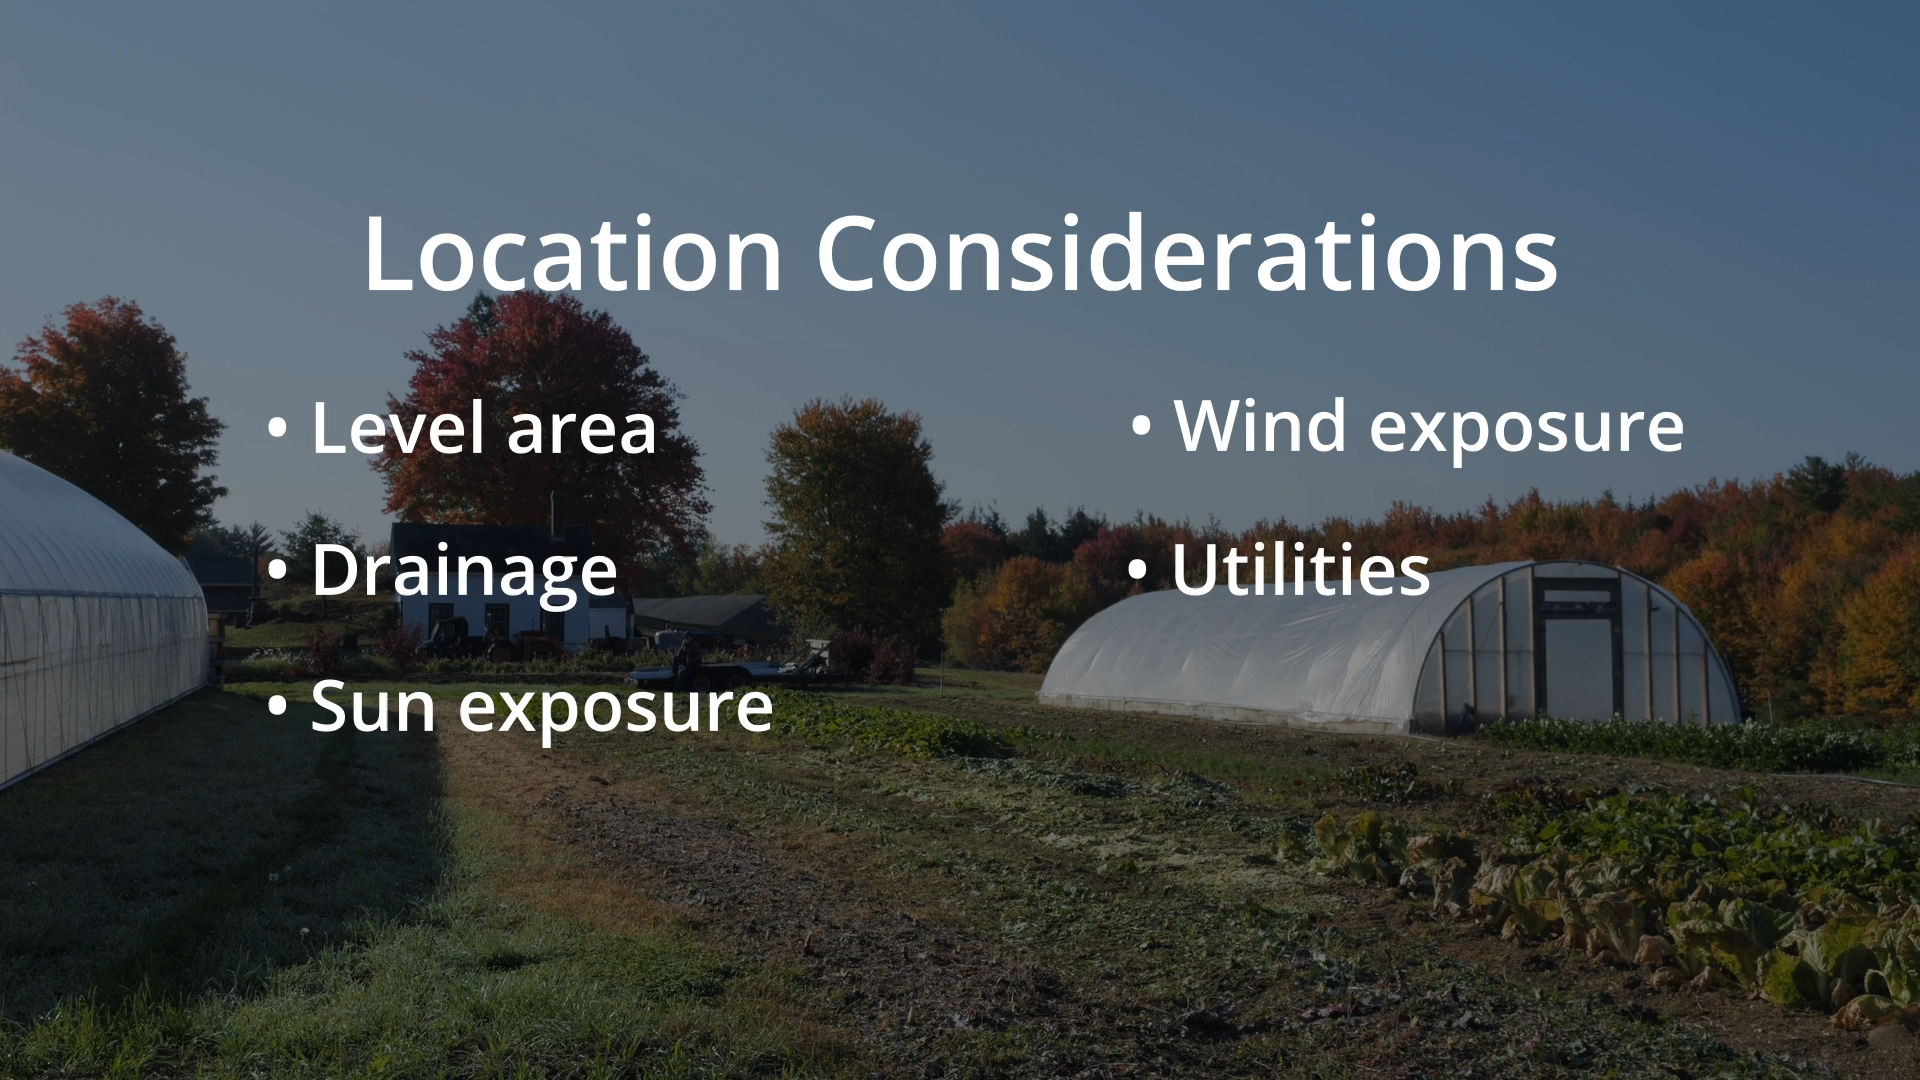 Location Considerations
• Level area
• Drainage
• Sun exposure
• Wind exposure
• Utilities